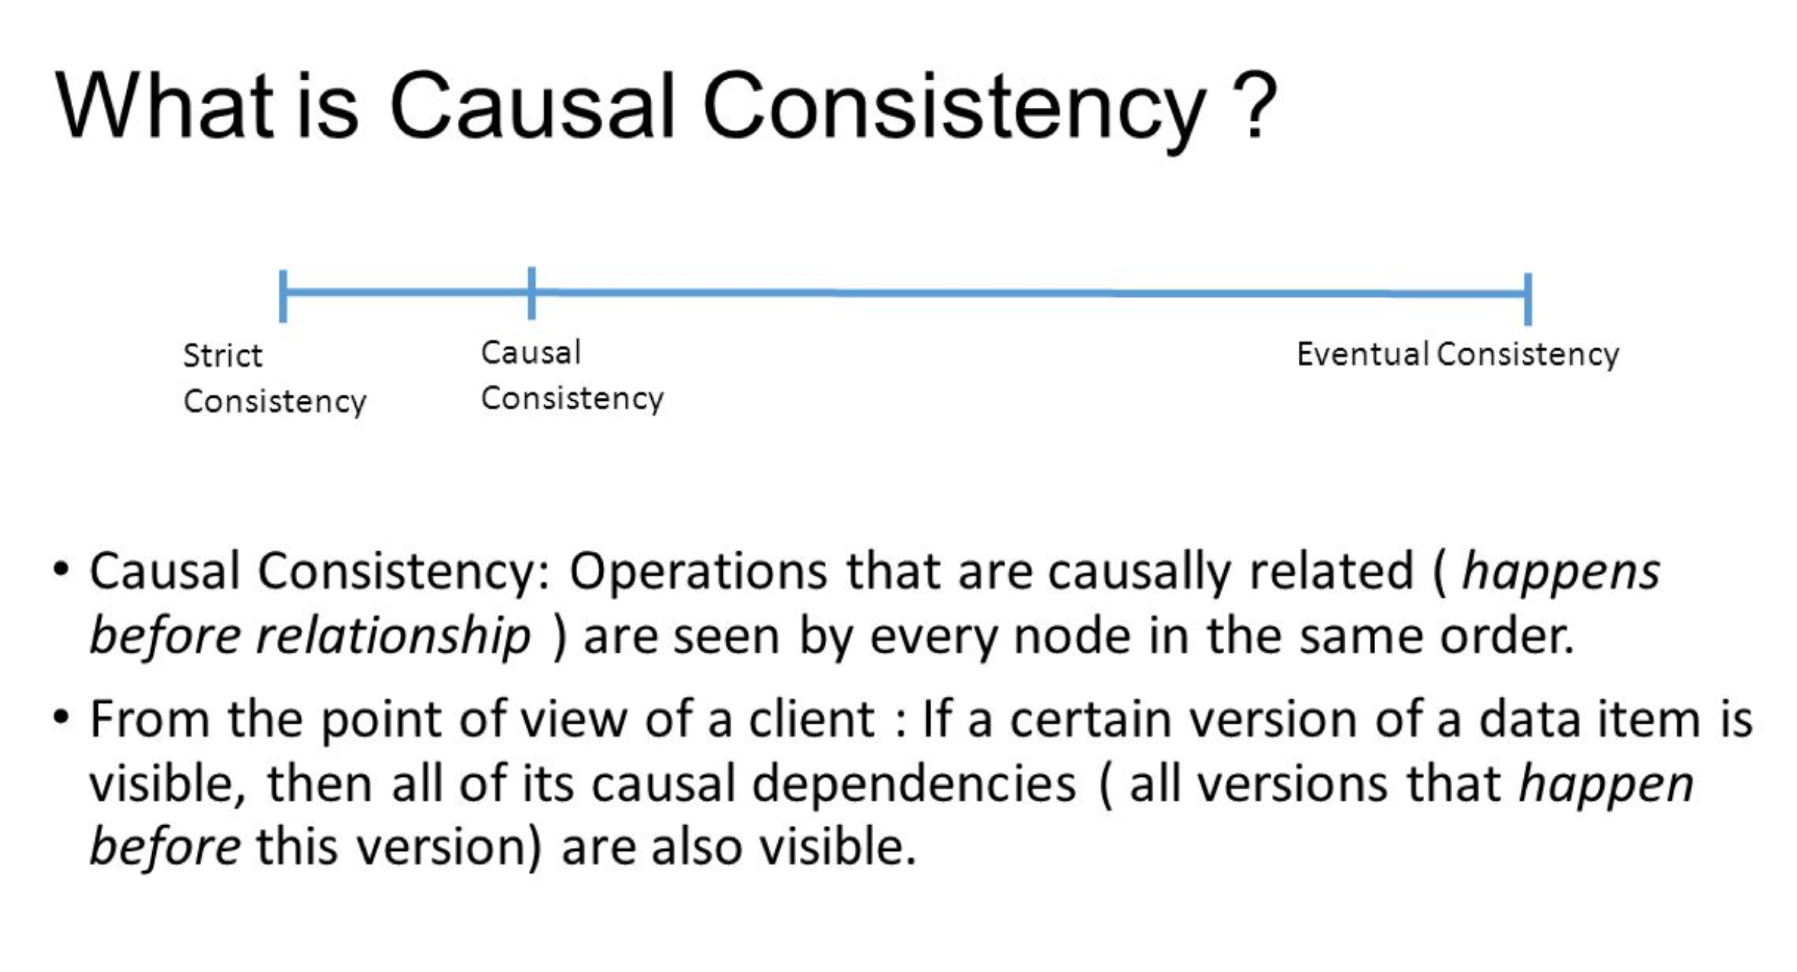 What is Causal Consistency ?
Strict
Consistency
Causal
Consistency
Eventual Consistency
• Causal Consistency: Operations that are causally related ( happens
before relationship ) are seen by every node in the same order.
• From the point of view of a client : If a certain version of a data item is
visible, then all of its causal dependencies ( all versions that happen
before this version) are also visible.